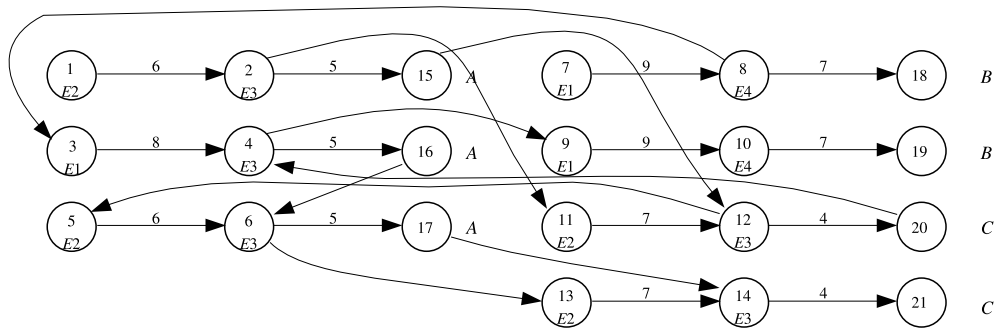 1 E2 6 2 E3 5 15 A 7 E1 9 8 E4 7 18 B
3 E1 8 4 E3 5 16 A 9 E1 9 10 E4 7 19 B
5 E2 6 6 E3 5 17 A 11 E2 7 12 E3 4 20 C
13 E2 7 14 E3 4 21 C